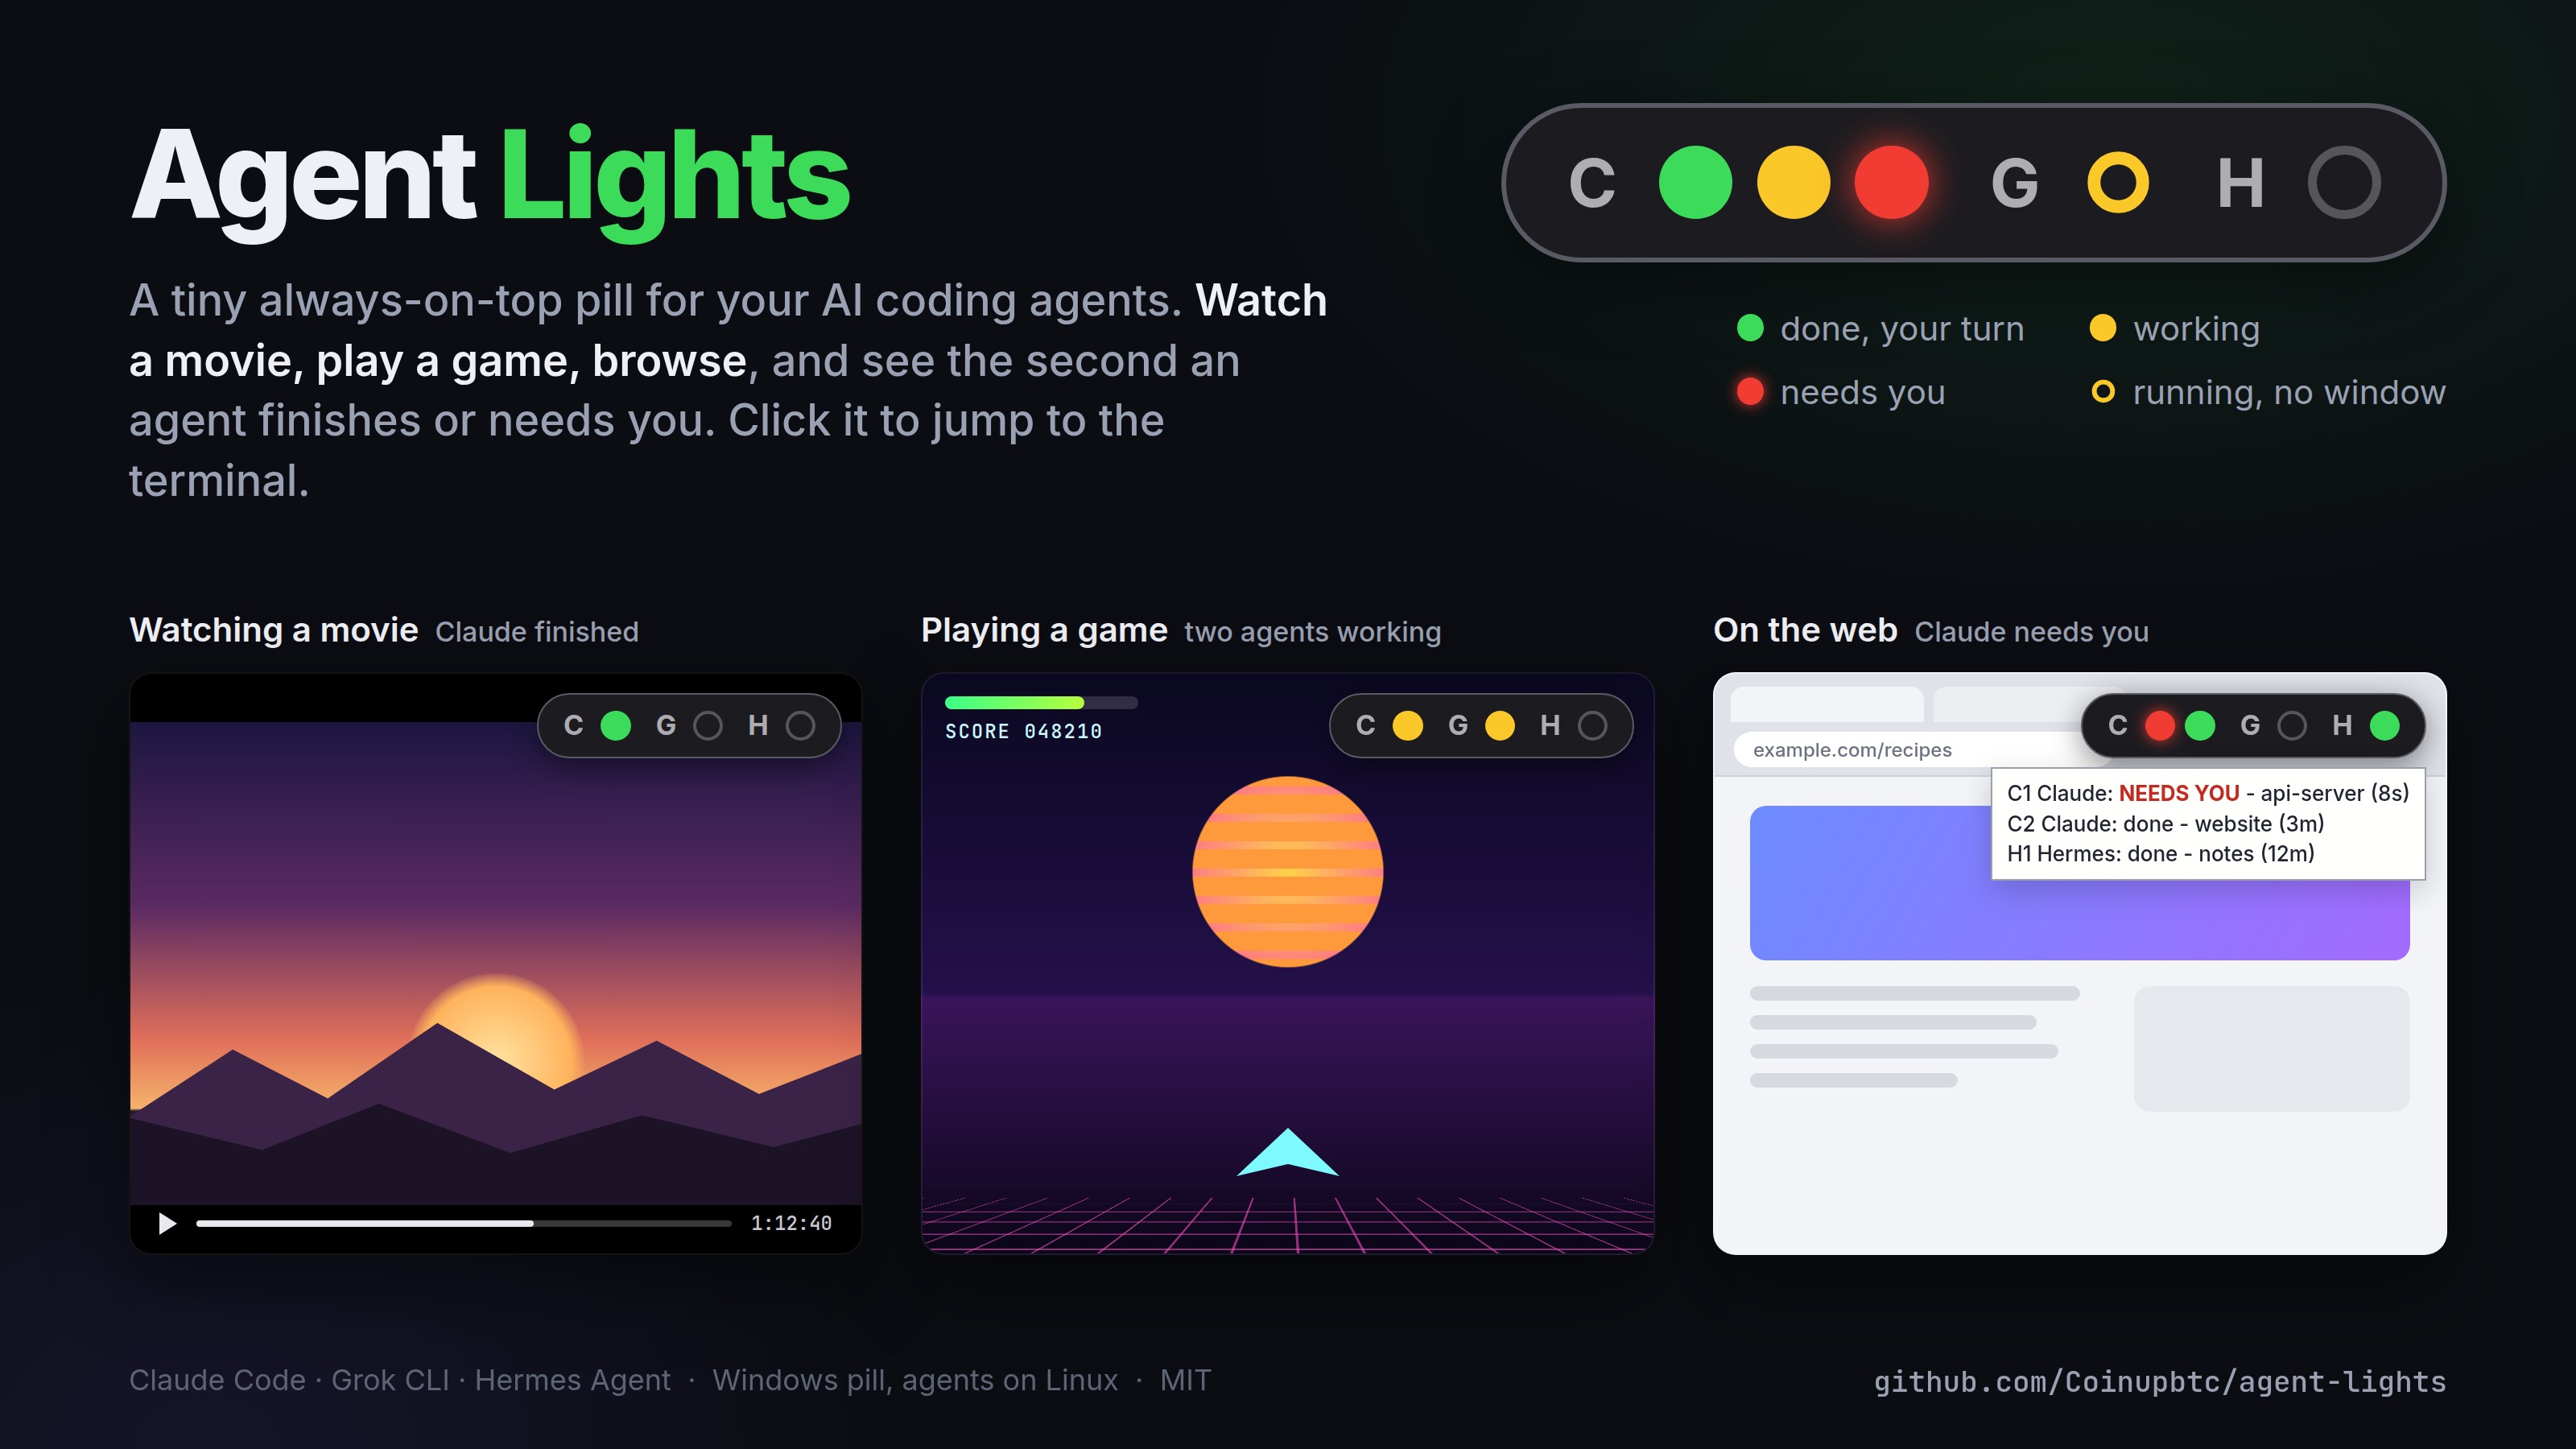 Agent Lights
A tiny always-on-top pill for your AI coding agents. Watch
a movie, play a game, browse, and see the second an
agent finishes or needs you. Click it to jump to the
terminal.
C G H
done, your turn
working
needs you
running, no window
Watching a movie Claude finished
C G H
1:12:40
Playing a game two agents working
SCORE 048210
C G H
On the web Claude needs you
C G H
example.com/recipes
C1 Claude: NEEDS YOU - api-server (8s)
C2 Claude: done - website (3m)
H1 Hermes: done - notes (12m)
Claude Code · Grok CLI · Hermes Agent · Windows pill, agents on Linux · MIT
github.com/Coinupbtc/agent-lights